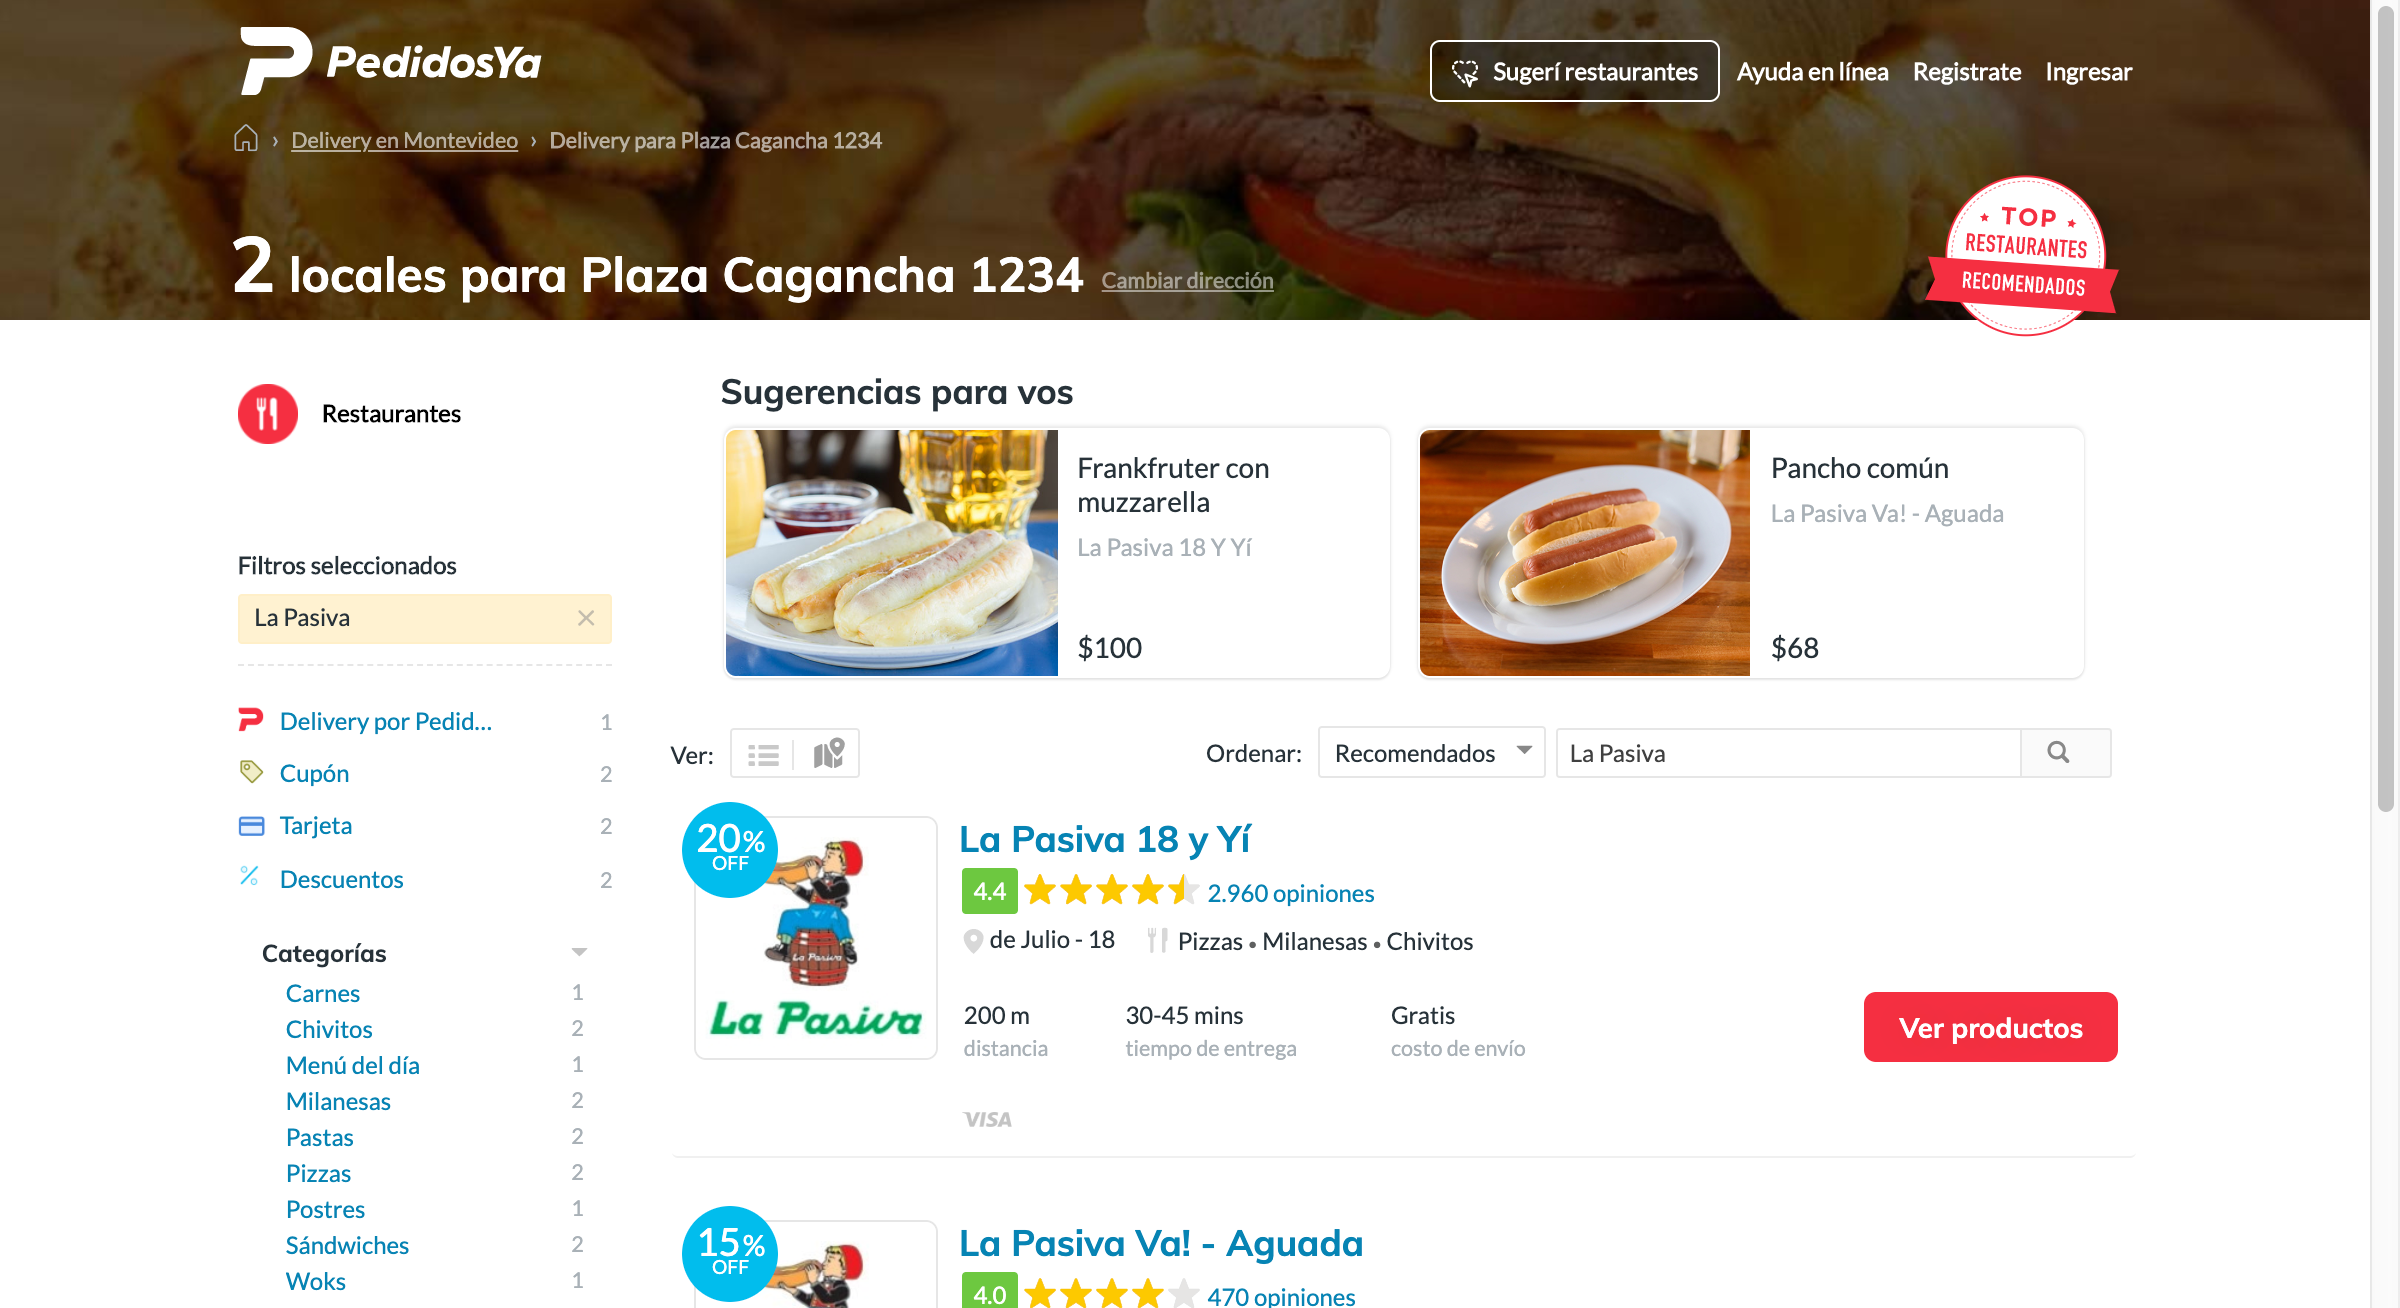 PedidosYa
Sugerí restaurantes
Ayuda en línea
Registrate
Ingresar
› Delivery en Montevideo › Delivery para Plaza Cagancha 1234
2 locales para Plaza Cagancha 1234
Cambiar dirección
TOP
RESTAURANTES
RECOMENDADOS
Restaurantes
Filtros seleccionados
La Pasiva
Delivery por Pedid... 1
Cupón 2
Tarjeta 2
Descuentos 2
Categorías
Carnes 1
Chivitos 2
Menú del día 1
Milanesas 2
Pastas 2
Pizzas 2
Postres 1
Sándwiches 2
Woks 1
Sugerencias para vos
Frankfruter con
muzzarella
La Pasiva 18 Y Yí
$100
Pancho común
La Pasiva Va! - Aguada
$68
Ver:
Ordenar:
Recomendados
La Pasiva
20%
OFF
La Pasiva
La Pasiva
La Pasiva 18 y Yí
4.4
2.960 opiniones
de Julio - 18
Pizzas • Milanesas • Chivitos
200 m
distancia
30-45 mins
tiempo de entrega
Gratis
costo de envío
Ver productos
VISA
15%
OFF
La Pasiva Va! - Aguada
4.0
470 opiniones